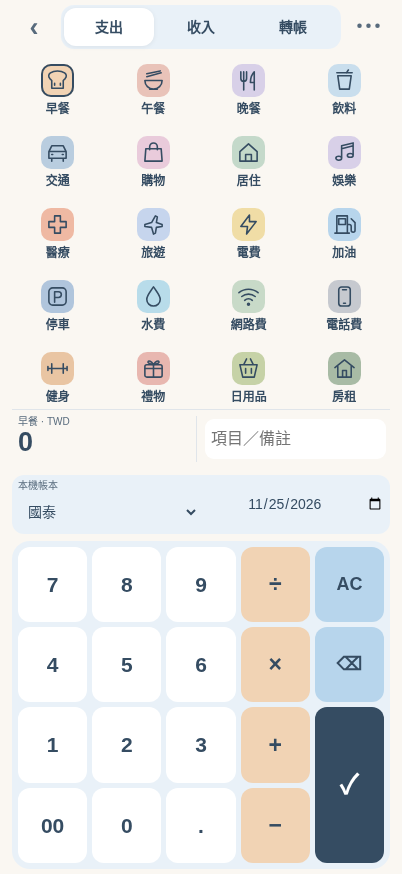 ‹ 支出 收入 轉帳 •••
早餐 午餐 晚餐 飲料
交通 購物 居住 娛樂
醫療 旅遊 電費 加油
P
停車 水費 網路費 電話費
健身 禮物 日用品 房租
早餐 · TWD
0
項目／備註
本機帳本
國泰
11/25/2026
7 8 9 ÷ AC
4 5 6 × ⌫
1 2 3 + ✓
00 0 . −